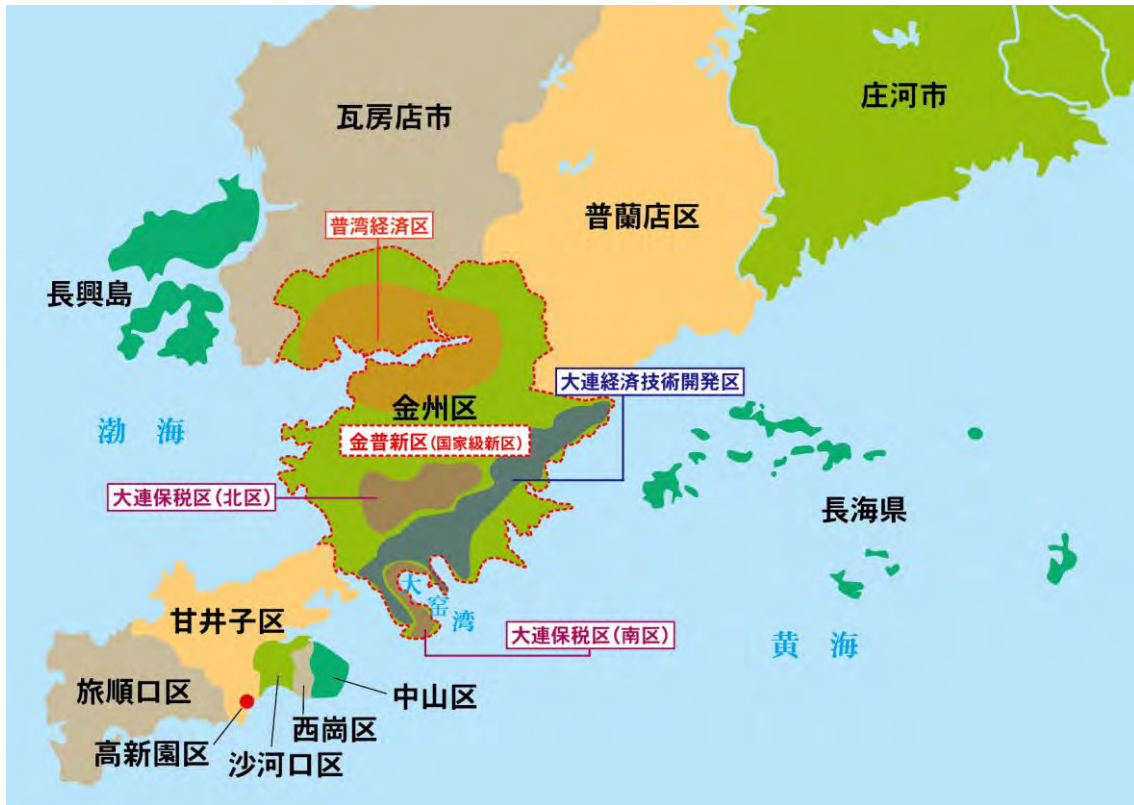 庄河市
瓦房店市
普蘭店区
普湾経済区
長興島
大連経済技術開発区
金州区
渤 海
金普新区(国家級新区)
大連保税区(北区)
長海県
大窑湾
甘井子区
大連保税区(南区)
黄 海
旅順口区
中山区
西崗区
高新園区
沙河口区